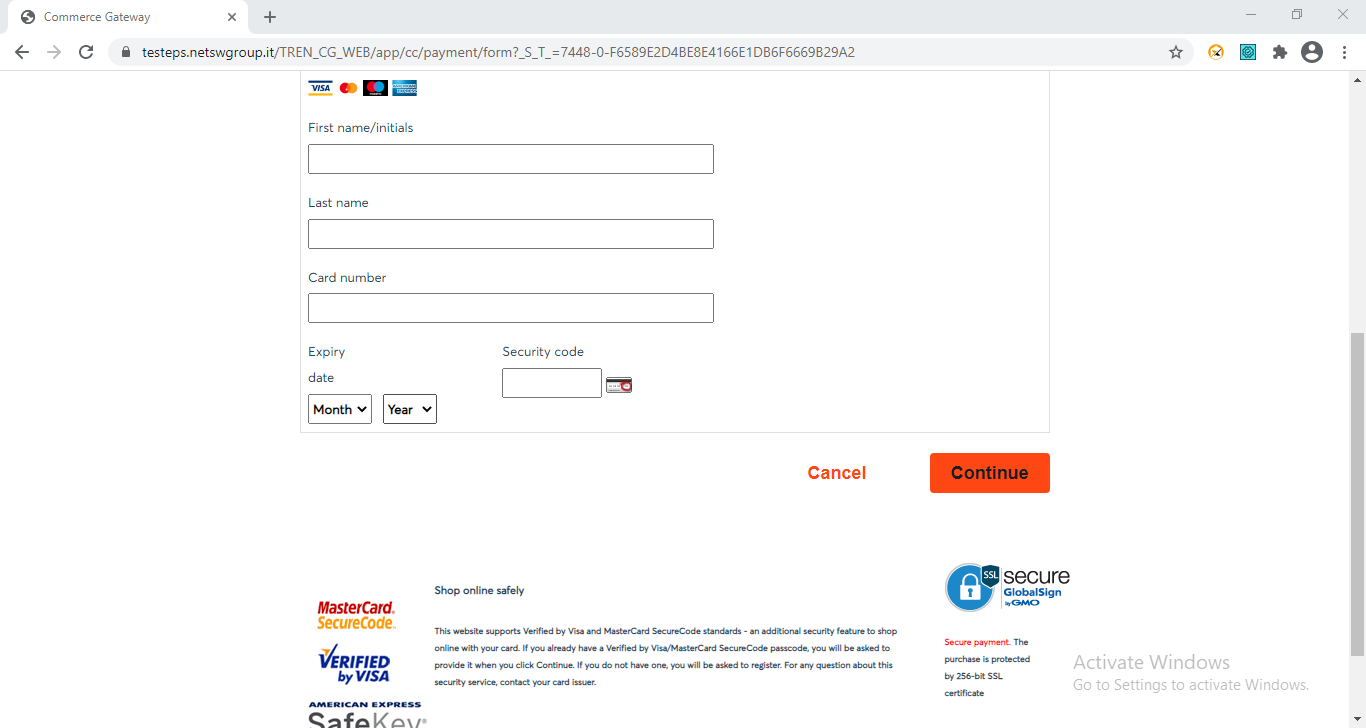 Commerce Gateway
testeps.netswgroup.it/TREN_CG_WEB/app/cc/payment/form?_S_T_=7448-0-F6589E2D4BE8E4166E1DB6F6669B29A2
VISA
First name/initials
Last name
Card number
Expiry
date
Security code
Month
Year
Cancel
Continue
MasterCard.
SecureCode.
VERIFIED
by VISA
AMERICAN EXPRESS
SafeKey
Shop online safely
This website supports Verified by Visa and MasterCard SecureCode standards - an additional security feature to shop
online with your card. If you already have a Verified by Visa/MasterCard SecureCode passcode, you will be asked to
provide it when you click Continue. If you do not have one, you will be asked to register. For any question about this
security service, contact your card issuer.
SSL
secure
GlobalSign
by GMO
Secure payment. The
purchase is protected
by 256-bit SSL
certificate
Activate Windows
Go to Settings to activate Windows.